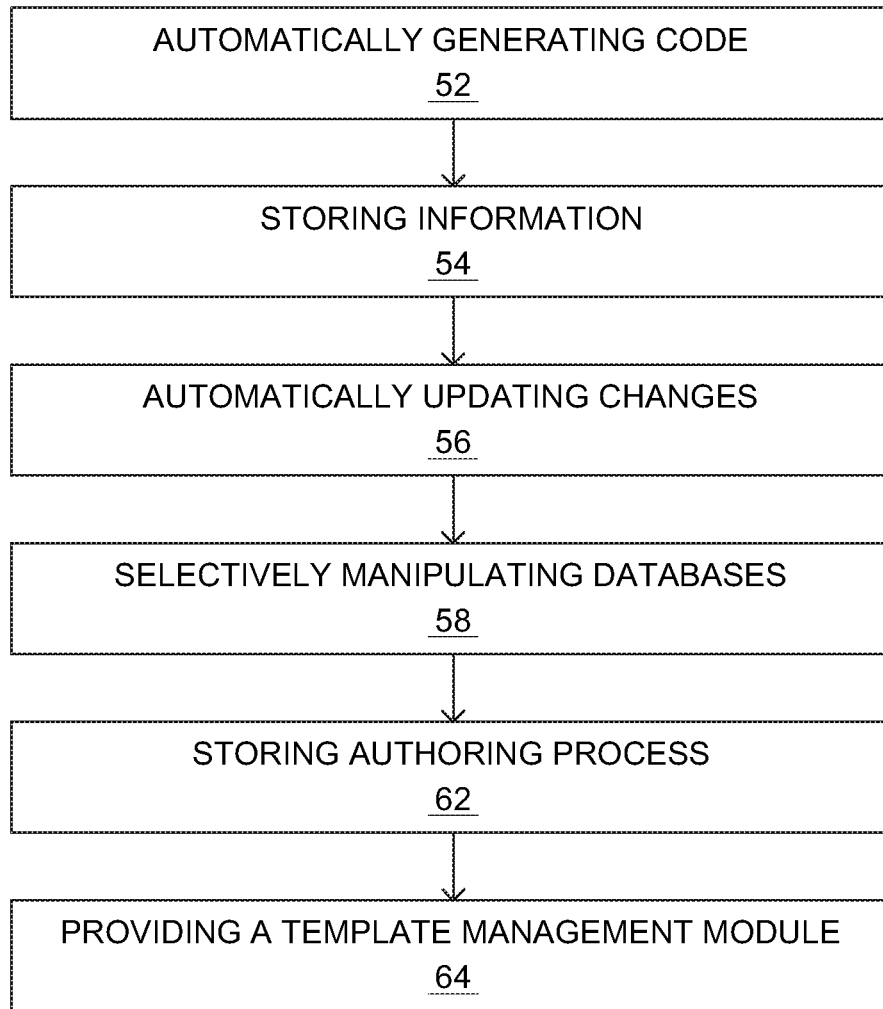 AUTOMATICALLY GENERATING CODE
52
STORING INFORMATION
54
AUTOMATICALLY UPDATING CHANGES
56
SELECTIVELY MANIPULATING DATABASES
58
STORING AUTHORING PROCESS
62
PROVIDING A TEMPLATE MANAGEMENT MODULE
64